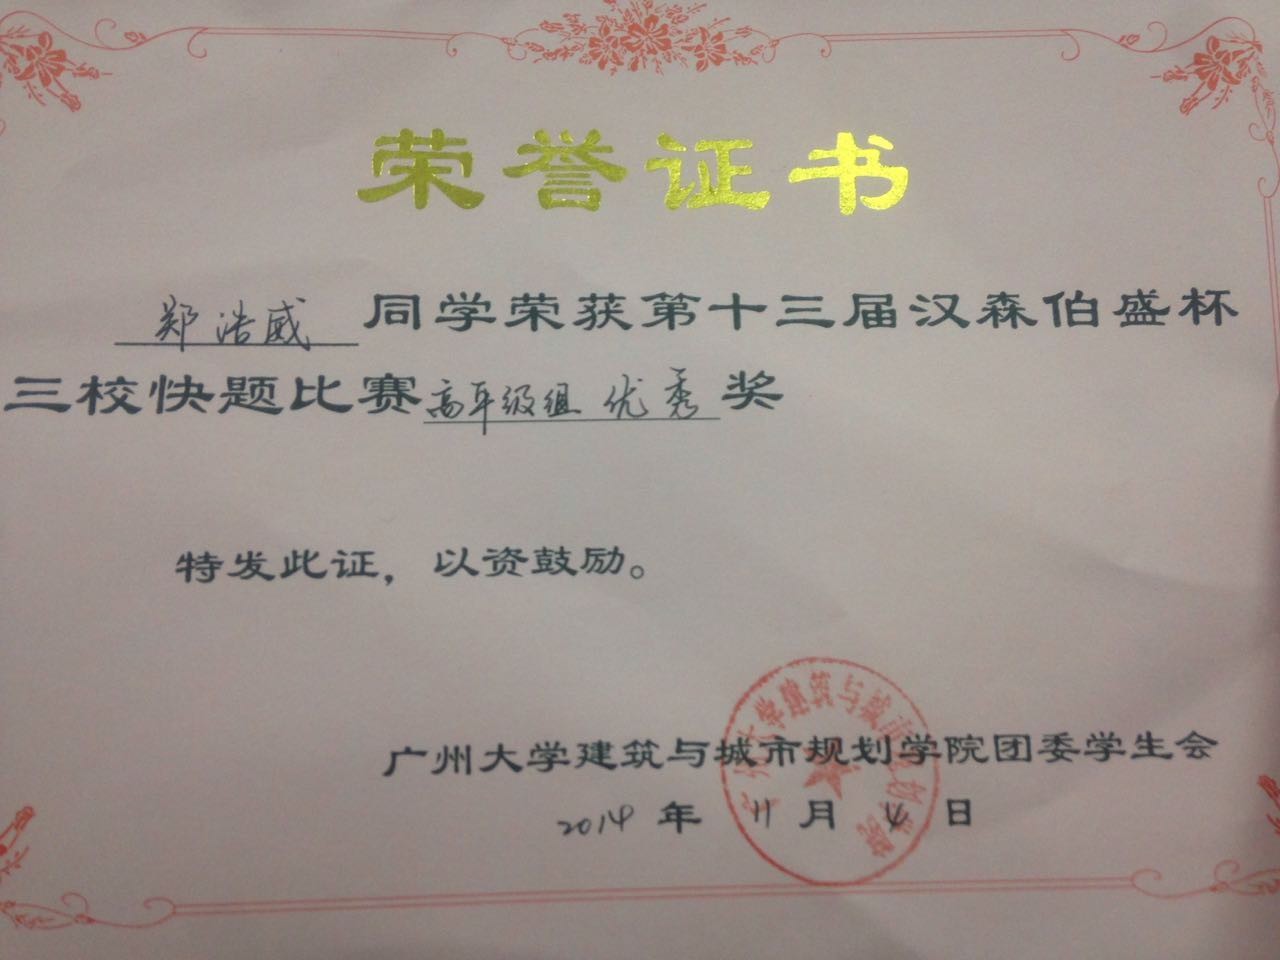 荣誉证书
郑浩威 同学荣获第十三届汉森伯盛杯
三校快题比赛高年级组 优秀奖
特发此证，以资鼓励。
广州大学建筑与城市规划学院团委学生会
2014 年 11 月 4 日